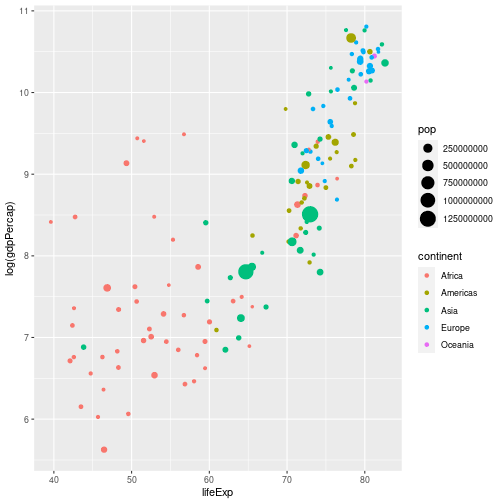 11
10
9
8
7
6
log(gdpPercap)
40
50
60
70
80
lifeExp
pop
250000000
500000000
750000000
1000000000
1250000000
continent
Africa
Americas
Asia
Europe
Oceania